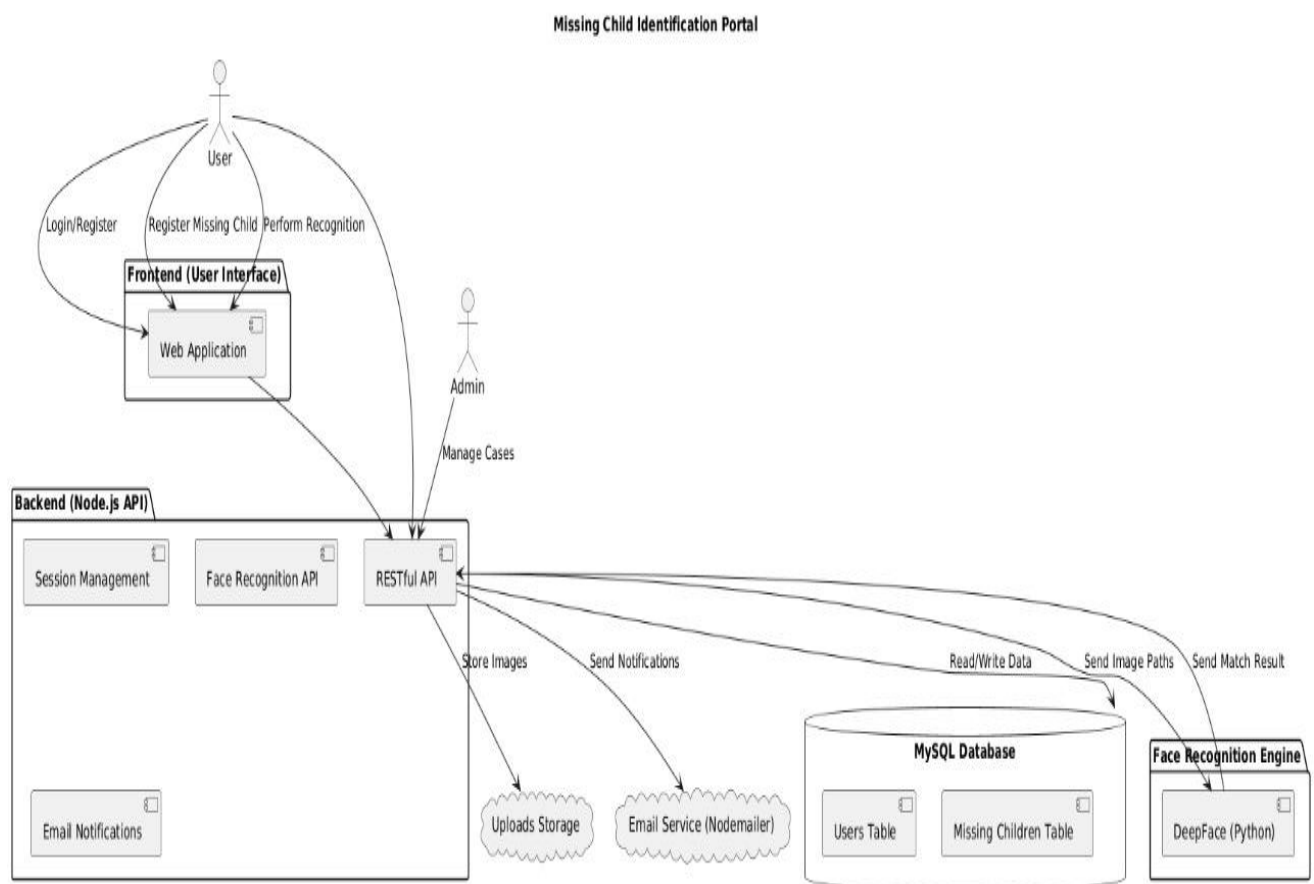 Missing Child Identification Portal
User
Login/Register
Register Missing Child
Perform Recognition
Frontend (User Interface)
Web Application
Admin
Manage Cases
Backend (Node.js API)
Session Management
Face Recognition API
RESTful API
Store Images
Send Notifications
Read/Write Data
Send Image Paths
Send Match Result
MySQL Database
Face Recognition Engine
Email Notifications
Uploads Storage
Email Service (Nodemailer)
Users Table
Missing Children Table
DeepFace (Python)